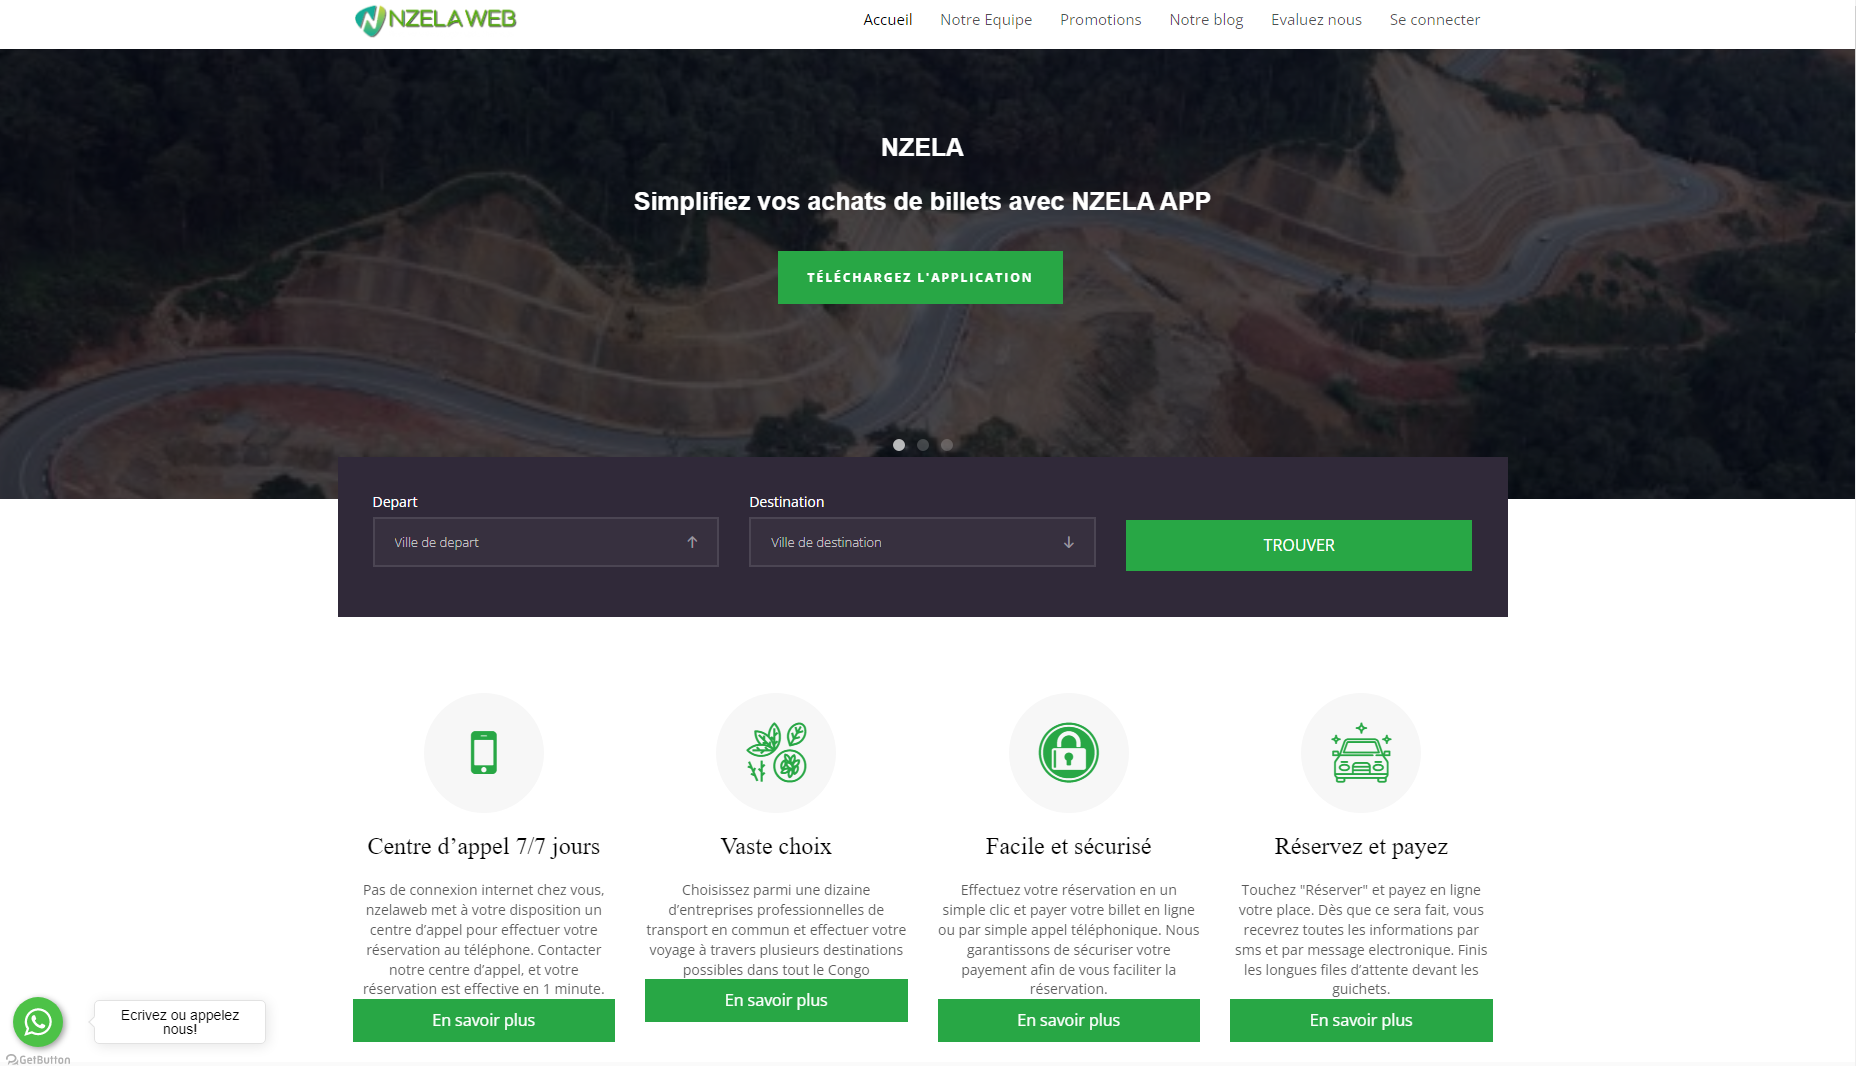 NZELA WEB
Accueil
Notre Equipe
Promotions
Notre blog
Evaluez nous
Se connecter
NZELA
Simplifiez vos achats de billets avec NZELA APP
TÉLÉCHARGEZ L'APPLICATION
Depart
Ville de depart
Destination
Ville de destination
TROUVER
Centre d’appel 7/7 jours
Pas de connexion internet chez vous,
nzelaweb met à votre disposition un
centre d’appel pour effectuer votre
réservation au téléphone. Contacter
notre centre d’appel, et votre
réservation est effective en 1 minute.
En savoir plus
Vaste choix
Choisissez parmi une dizaine
d’entreprises professionnelles de
transport en commun et effectuer votre
voyage à travers plusieurs destinations
possibles dans tout le Congo
En savoir plus
Facile et sécurisé
Effectuez votre réservation en un
simple clic et payer votre billet en ligne
ou par simple appel téléphonique. Nous
garantissons de sécuriser votre
payement afin de vous faciliter la
réservation.
En savoir plus
Réservez et payez
Touchez "Réserver" et payez en ligne
votre place. Dès que ce sera fait, vous
recevrez toutes les informations par
sms et par message electronique. Finis
les longues files d’attente devant les
guichets.
En savoir plus
Ecrivez ou appelez
nous!
GetButton